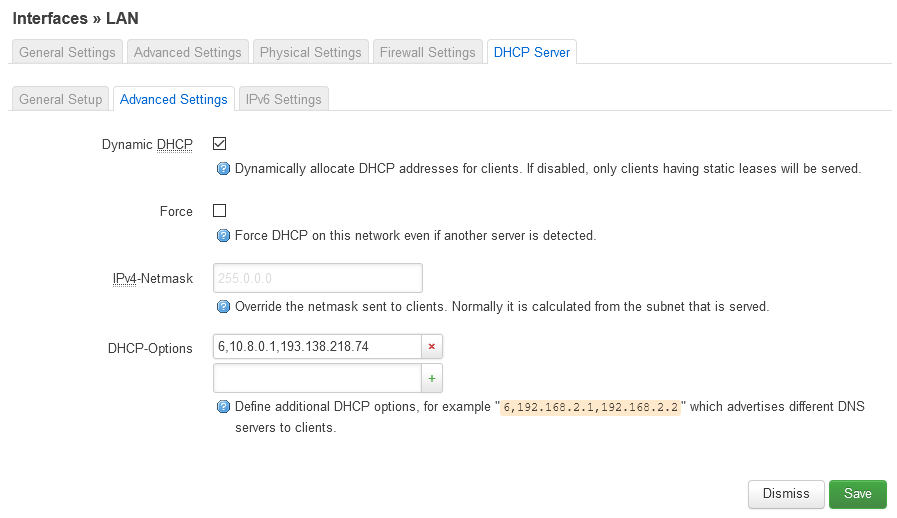 Interfaces » LAN
General Settings Advanced Settings Physical Settings Firewall Settings DHCP Server
General Setup Advanced Settings IPv6 Settings
Dynamic DHCP
Dynamically allocate DHCP addresses for clients. If disabled, only clients having static leases will be served.
Force
Force DHCP on this network even if another server is detected.
IPv4-Netmask 255.0.0.0
Override the netmask sent to clients. Normally it is calculated from the subnet that is served.
DHCP-Options 6,10.8.0.1,193.138.218.74 ×
+
Define additional DHCP options, for example "6,192.168.2.1,192.168.2.2" which advertises different DNS
servers to clients.
Dismiss Save